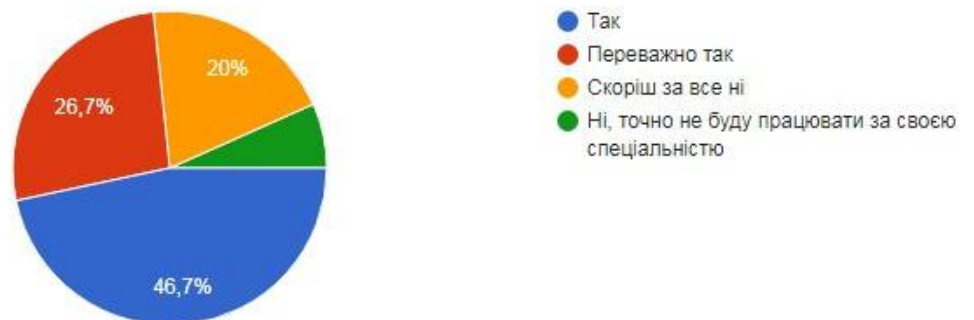 20%
26,7%
46,7%
Так
Переважно так
Скоріш за все ні
Ні, точно не буду працювати за своєю
спеціальністю